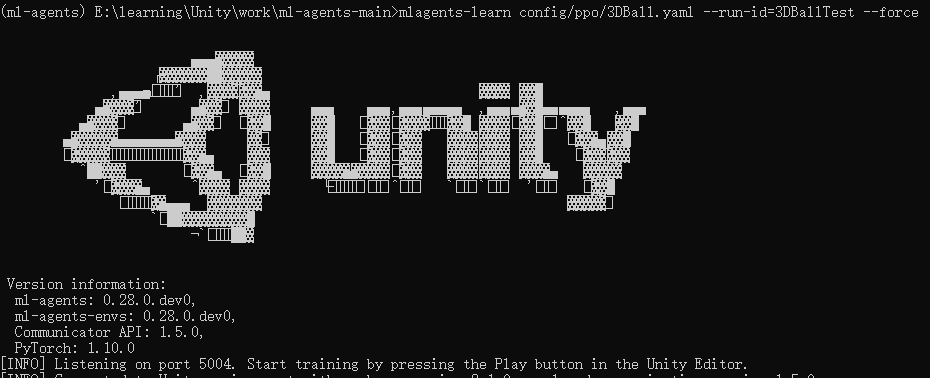 (ml-agents) E:\learning\Unity\work\ml-agents-main>mlagents-learn config/ppo/3DBall.yaml --run-id=3DBallTest --force
unity
Version information:
ml-agents: 0.28.0.dev0,
ml-agents-envs: 0.28.0.dev0,
Communicator API: 1.5.0,
PyTorch: 1.10.0
[INFO] Listening on port 5004. Start training by pressing the Play button in the Unity Editor.